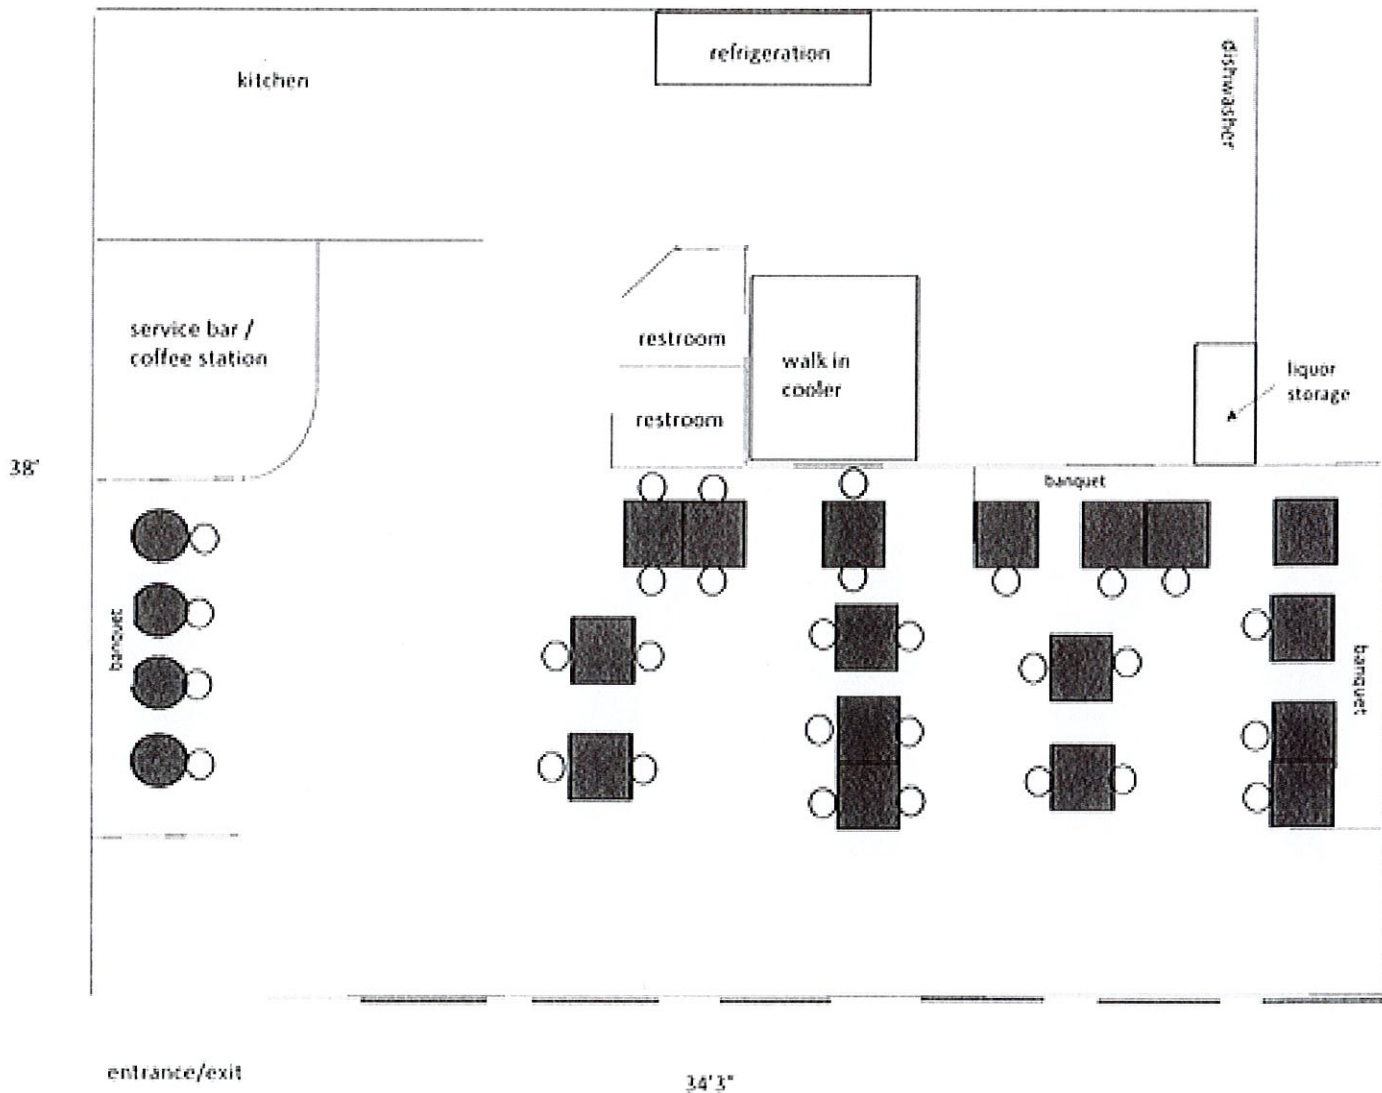 refrigeration
kitchen
dishwasher
service bar /
coffee station
restroom
walk in
cooler
restroom
liquor
storage
38'
banquet
banquet
banquet
entrance/exit
34'3"